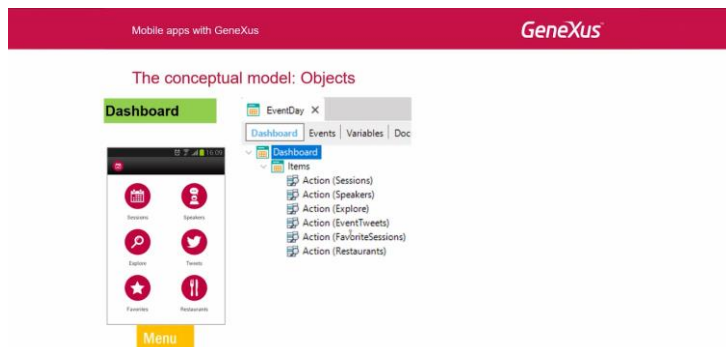 Mobile apps with GeneXus
GeneXus
The conceptual model: Objects
Dashboard
EventDay
Dashboard Events Variables Doc
Dashboard
Items
Action (Sessions)
Action (Speakers)
Action (Explore)
Action (EventTweets)
Action (FavoriteSessions)
Action (Restaurants)
16:09
Sessions Speakers
Explore Tweets
Favorites Restaurants
Menu